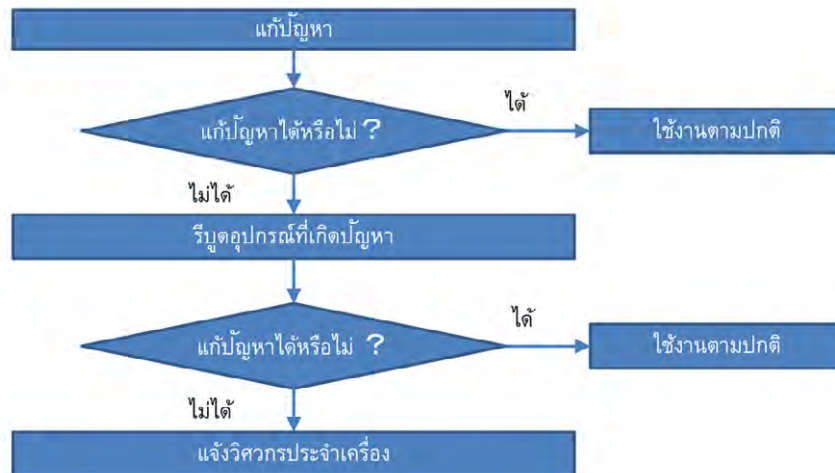 แก้ปัญหา
แก้ปัญหาได้หรือไม่ ?
ได้
ใช้งานตามปกติ
ไม่ได้
รีบูตอุปกรณ์ที่เกิดปัญหา
แก้ปัญหาได้หรือไม่ ?
ได้
ใช้งานตามปกติ
ไม่ได้
แจ้งวิศวกรประจำเครื่อง